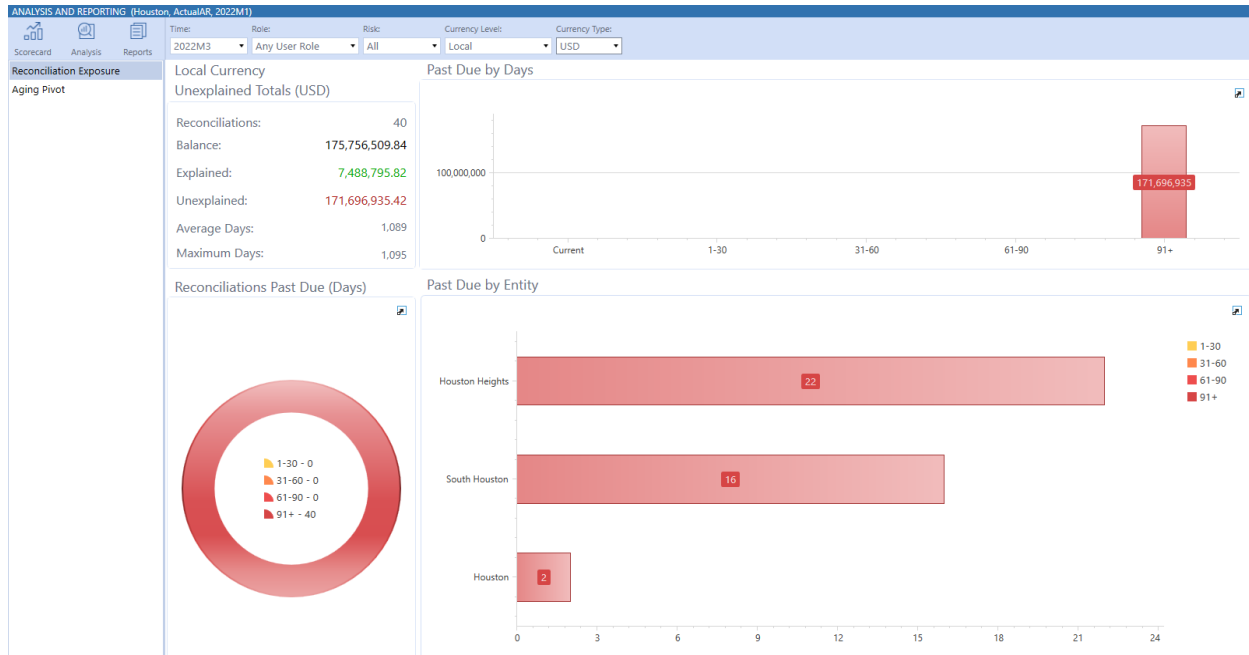 ANALYSIS AND REPORTING (Houston, ActualAR, 2022M1)
Scorecard Analysis Reports
Time: Role: Risk: Currency Level: Currency Type:
2022M3 Any User Role All Local USD
Reconciliation Exposure
Aging Pivot
Local Currency
Unexplained Totals (USD)
Reconciliations: 40
Balance: 175,756,509.84
Explained: 7,488,795.82
Unexplained: 171,696,935.42
Average Days: 1,089
Maximum Days: 1,095
Past Due by Days
100,000,000
171,696,935
0
Current 1-30 31-60 61-90 91+
Reconciliations Past Due (Days)
1-30 - 0
31-60 - 0
61-90 - 0
91+ - 40
Past Due by Entity
1-30
31-60
61-90
91+
Houston Heights 22
South Houston 16
Houston 2
0 3 6 9 12 15 18 21 24